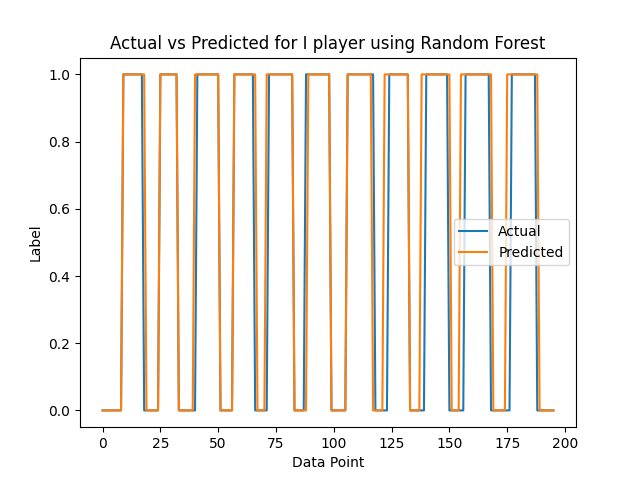 Actual vs Predicted for I player using Random Forest
Label
1.0
0.8
0.6
0.4
0.2
0.0
Actual
Predicted
0 25 50 75 100 125 150 175 200
Data Point